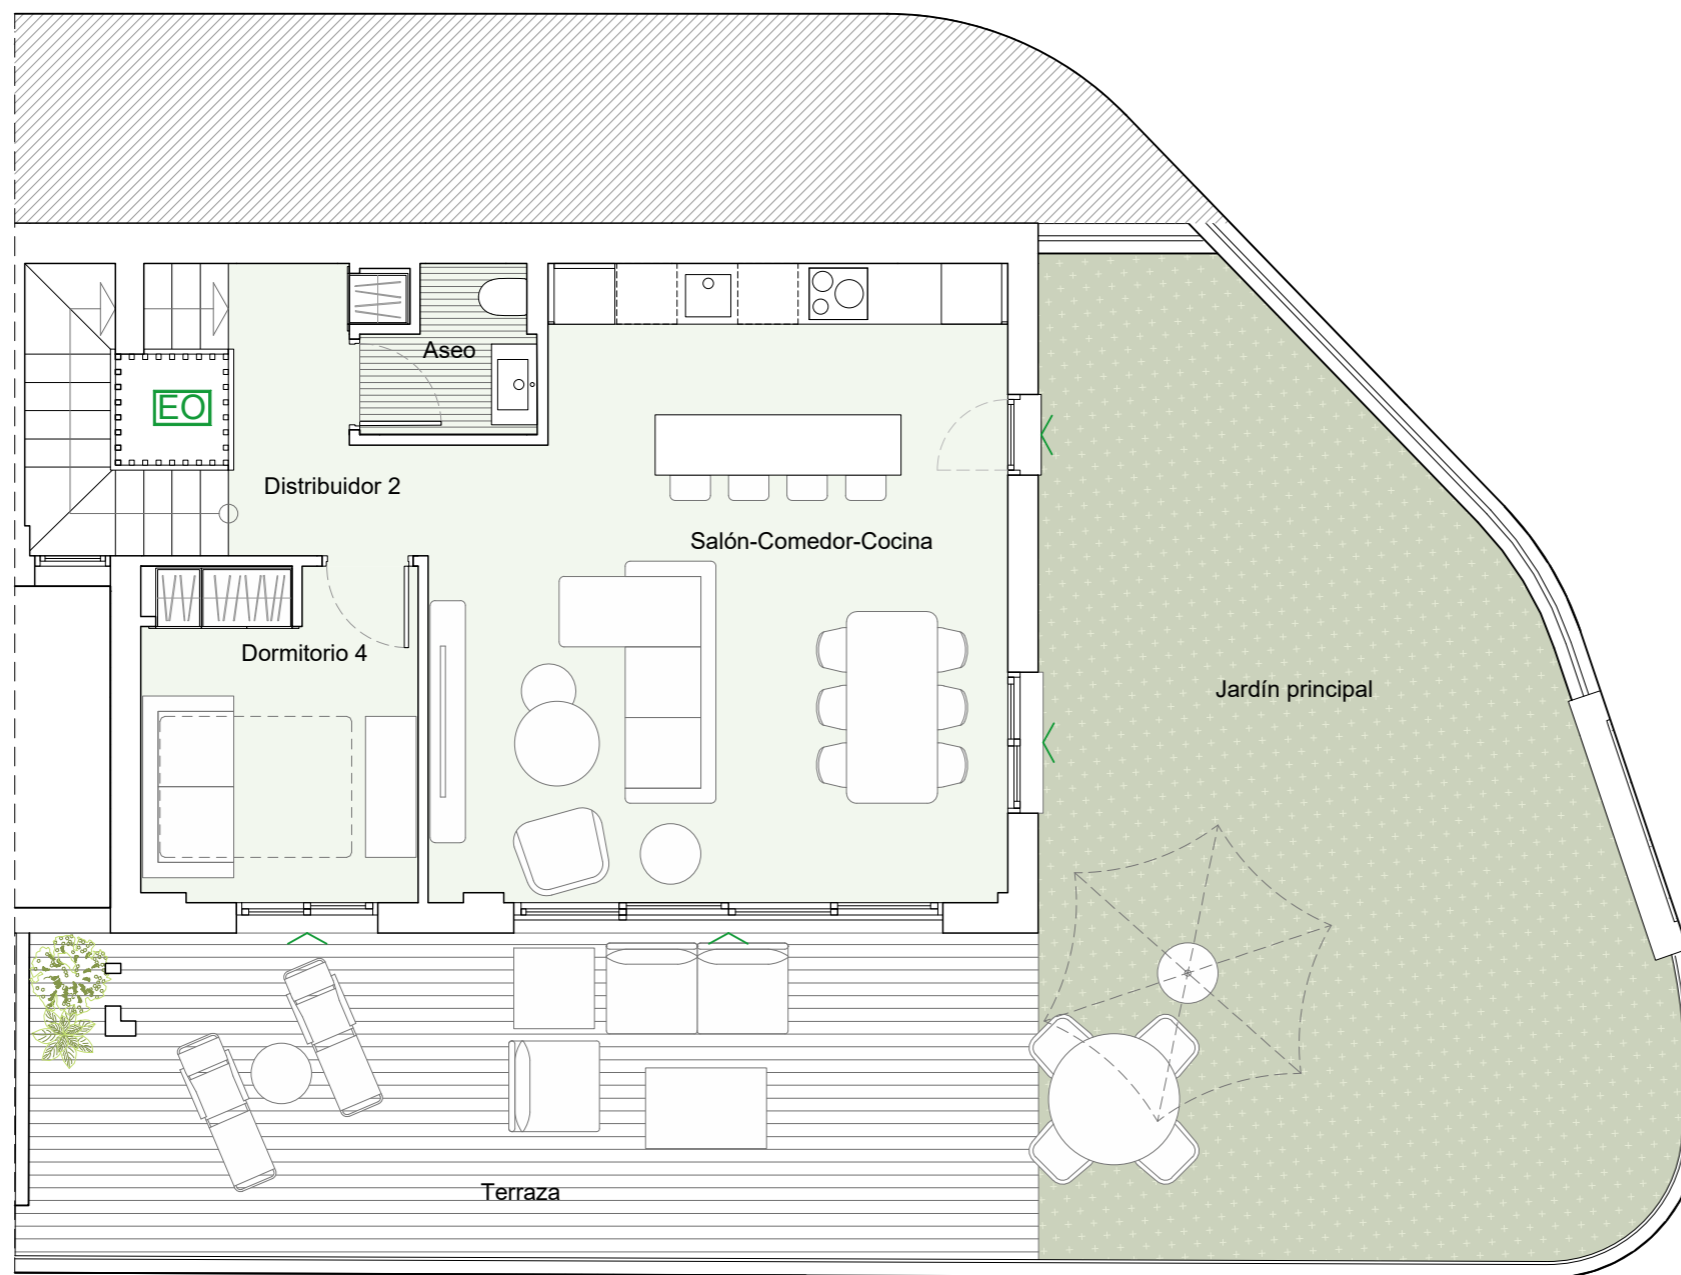 Aseo
EO
Distribuidor 2
Salón-Comedor-Cocina
Dormitorio 4
Jardín principal
Terraza